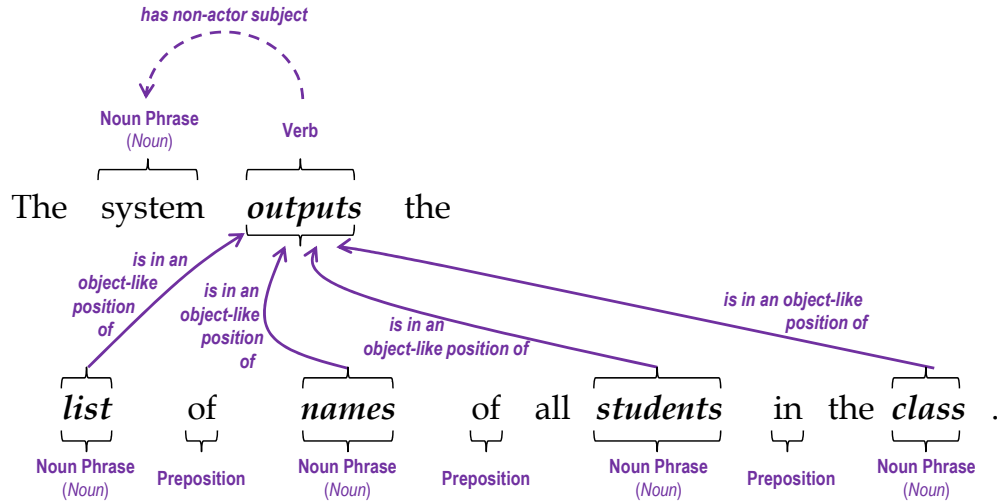 has non-actor subject
Noun Phrase
(Noun)
Verb
The system outputs the
is in an
object-like
position
of
is in an
object-like
position
of
is in an
object-like position of
is in an object-like
position of
list of names of all students in the class .
Noun Phrase
(Noun)
Preposition
Noun Phrase
(Noun)
Preposition
Noun Phrase
(Noun)
Preposition
Noun Phrase
(Noun)